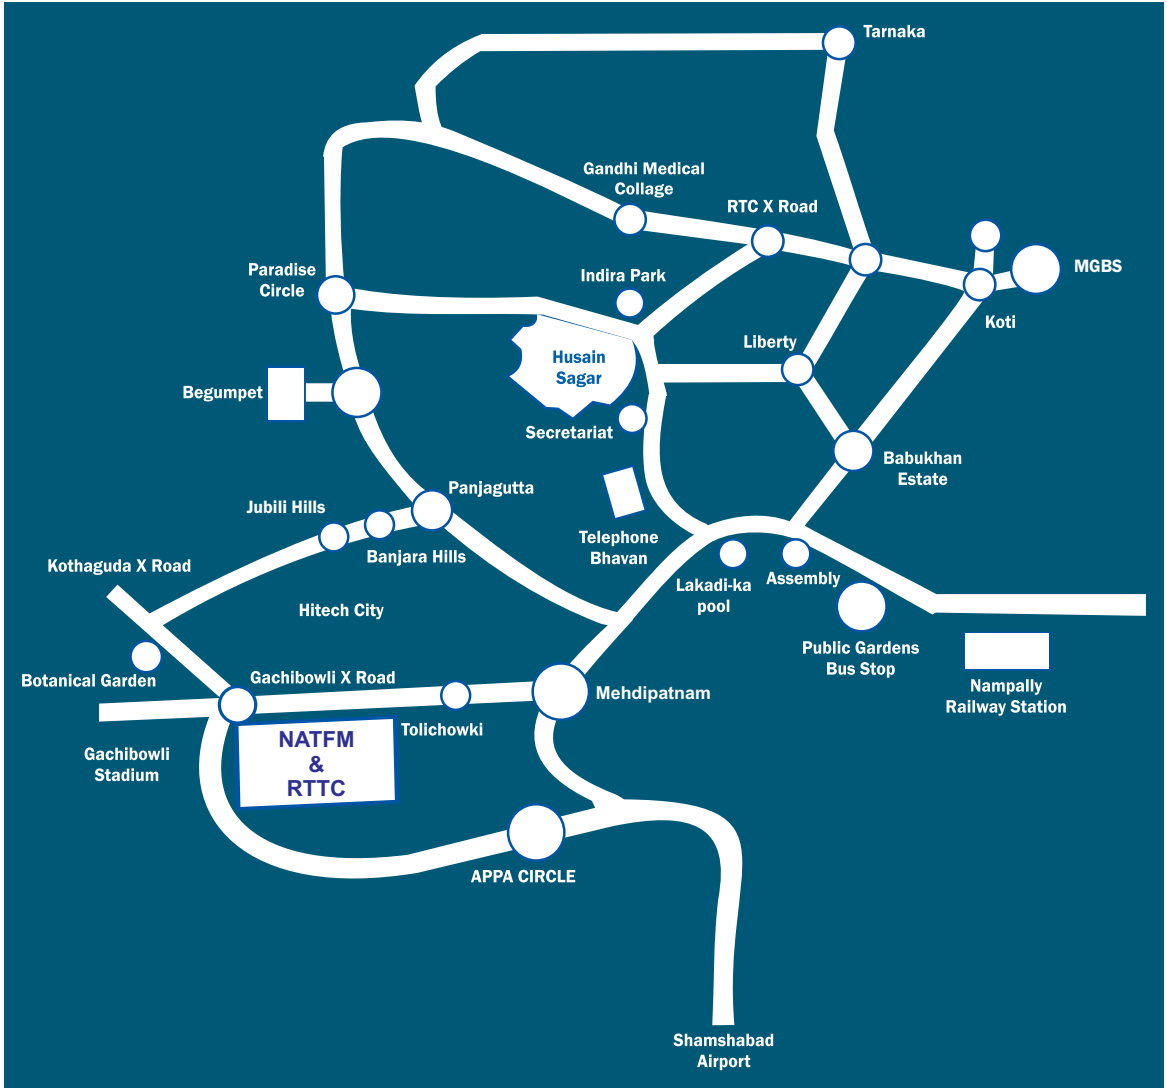 Tarnaka
Gandhi Medical
Collage
RTC X Road
Paradise
Circle
Indira Park
MGBS
Koti
Liberty
Husain
Sagar
Begumpet
Secretariat
Babukhan
Estate
Panjagutta
Jubili Hills
Banjara Hills
Telephone
Bhavan
Kothaguda X Road
Lakadi-ka
pool
Assembly
Hitech City
Public Gardens
Bus Stop
Botanical Garden
Gachibowli X Road
Mehdipatnam
Nampally
Railway Station
Tolichowki
Gachibowli
Stadium
NATFM
&
RTTC
APPA CIRCLE
Shamshabad
Airport